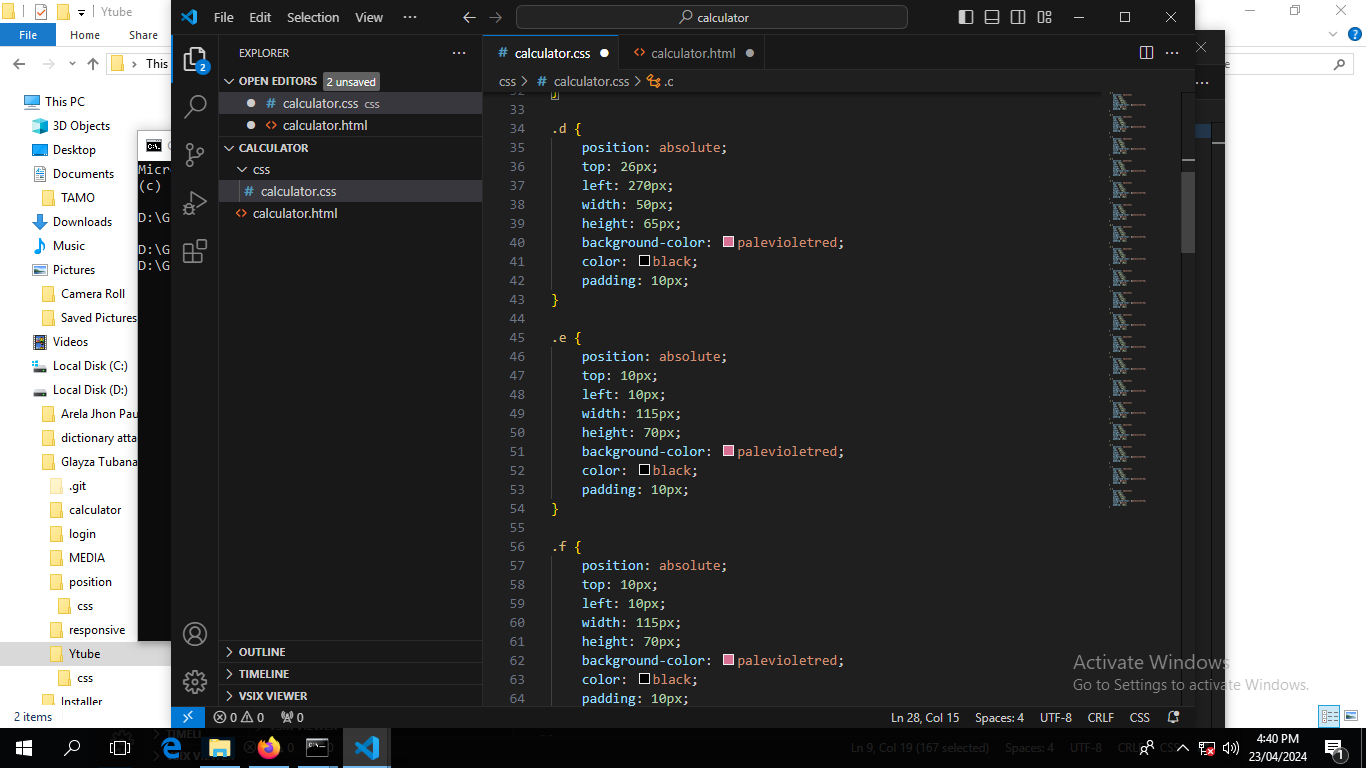 Ytube
File Home Share
This
This PC
3D Objects
Desktop
Documents
TAMO
Downloads
Music
Pictures
Camera Roll
Saved Pictures
Videos
Local Disk (C:)
Local Disk (D:)
Arela Jhon Pau
dictionary atta
Glayza Tubana
.git
calculator
login
MEDIA
position
css
responsive
Ytube
css
Installer
2 items
Micr
(c)
D:\G
D:\G
D:\G
File Edit Selection View ···
calculator
EXPLORER ···
OPEN EDITORS 2 unsaved
# calculator.css css
<> calculator.html
CALCULATOR
css
# calculator.css
<> calculator.html
OUTLINE
TIMELINE
VSIX VIEWER
2
# calculator.css
<> calculator.html
css > # calculator.css > .c
32 }
33
34 .d {
35 position: absolute;
36 top: 26px;
37 left: 270px;
38 width: 50px;
39 height: 65px;
40 background-color: palevioletred;
41 color: black;
42 padding: 10px;
43 }
44
45 .e {
46 position: absolute;
47 top: 10px;
48 left: 10px;
49 width: 115px;
50 height: 70px;
51 background-color: palevioletred;
52 color: black;
53 padding: 10px;
54 }
55
56 .f {
57 position: absolute;
58 top: 10px;
59 left: 10px;
60 width: 115px;
61 height: 70px;
62 background-color: palevioletred;
63 color: black;
64 padding: 10px;
Activate Windows
Go to Settings to activate Windows.
0 0 0 Ln 28, Col 15 Spaces: 4 UTF-8 CRLF CSS
Ln 9, Col 19 (167 selected) Spaces: 4 UTF-8
4:40 PM
23/04/2024
1